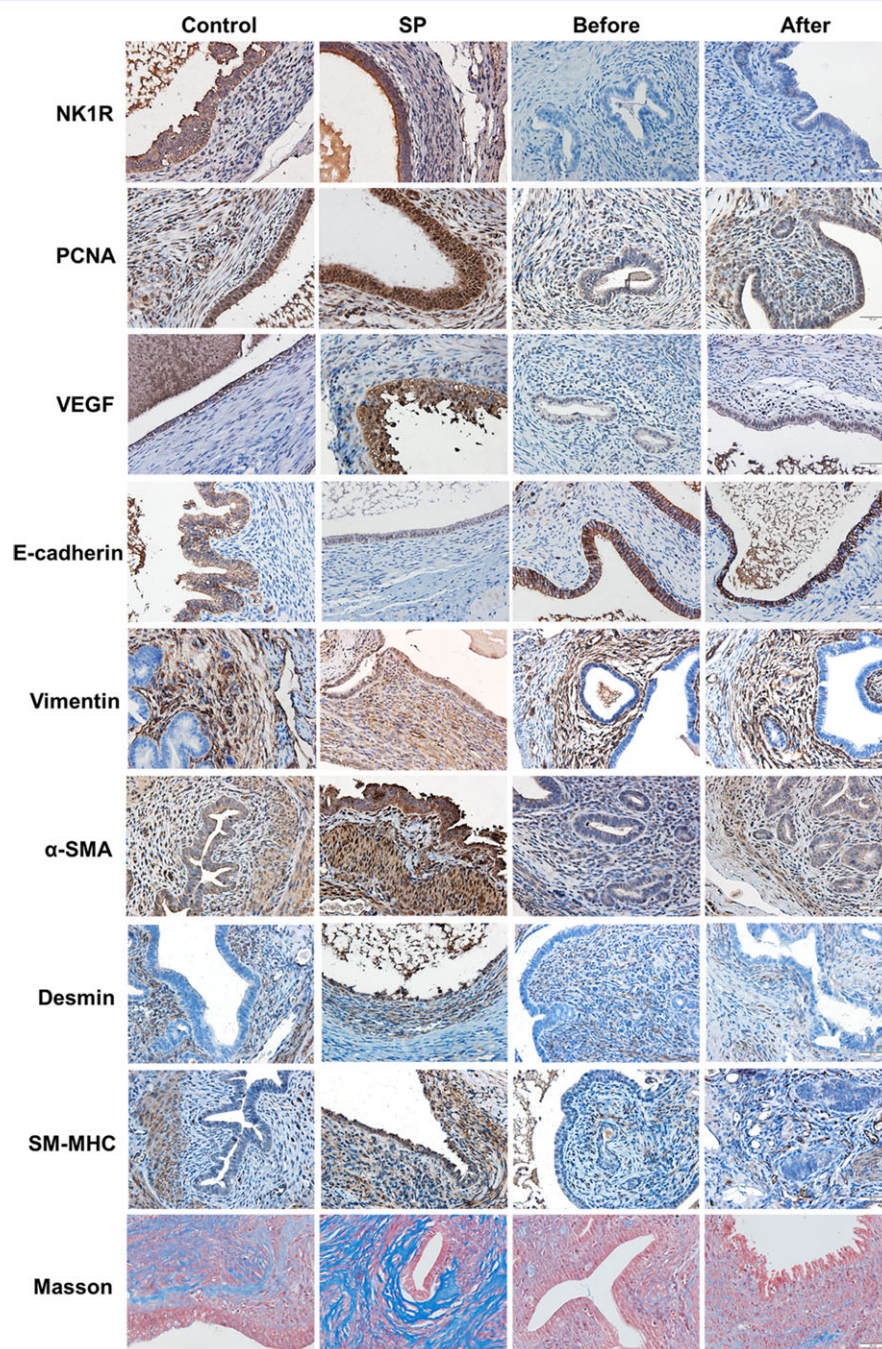 Control SP Before After
NK1R
PCNA
VEGF
E-cadherin
Vimentin
α-SMA
Desmin
SM-MHC
Masson